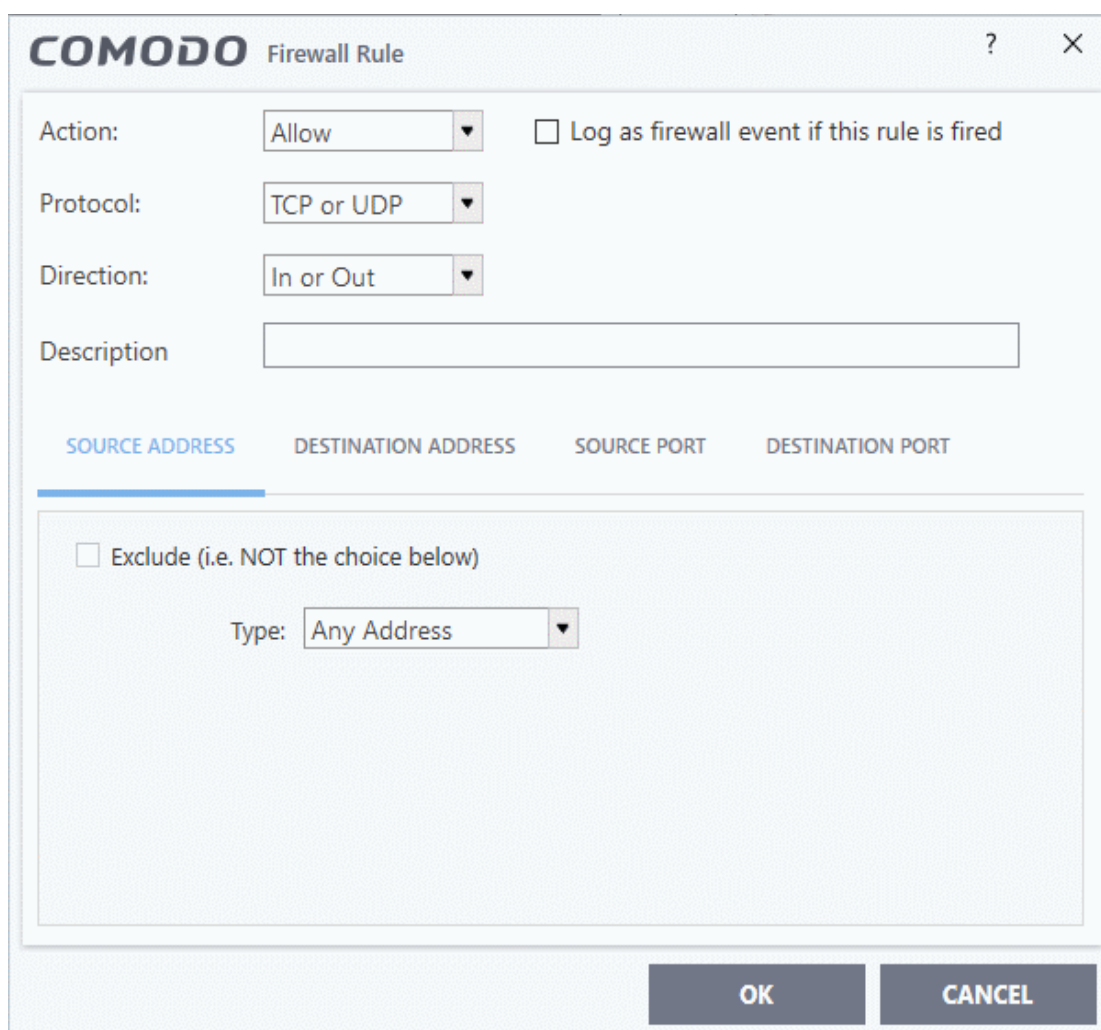 COMODO Firewall Rule ?
Action: Allow Log as firewall event if this rule is fired
Protocol: TCP or UDP
Direction: In or Out
Description
SOURCE ADDRESS DESTINATION ADDRESS SOURCE PORT DESTINATION PORT
Exclude (i.e. NOT the choice below)
Type: Any Address
OK CANCEL